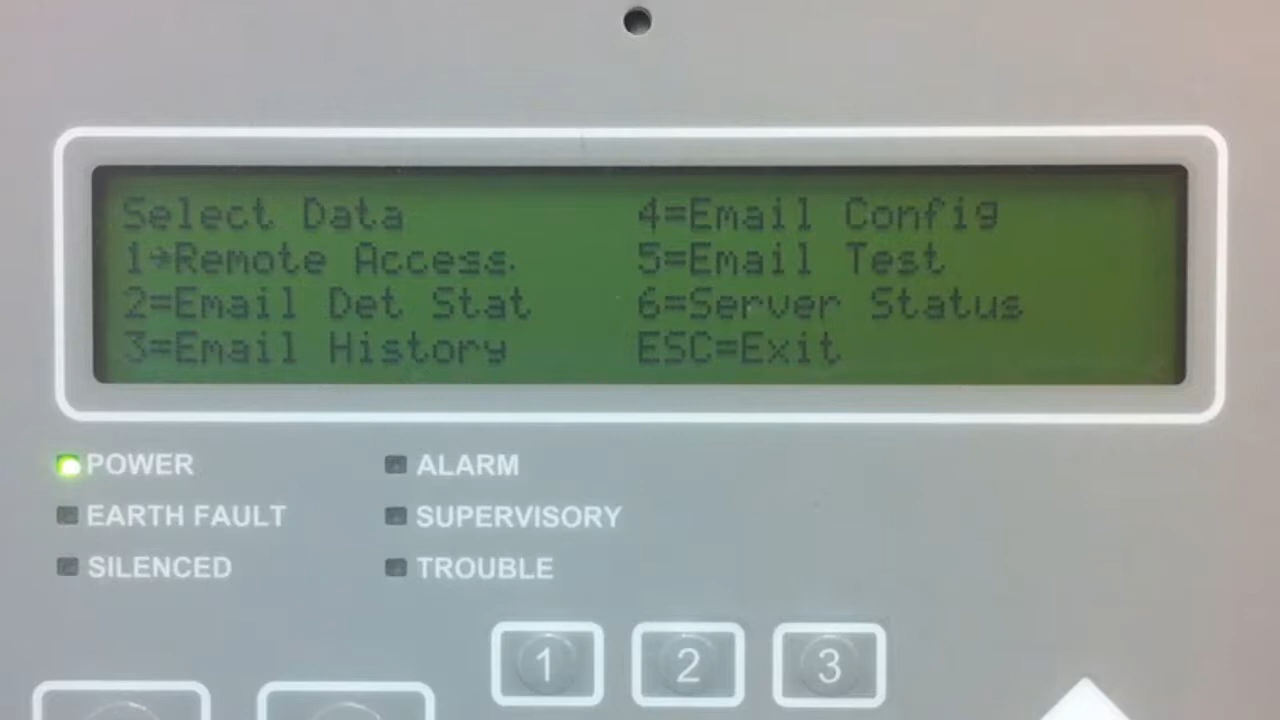 Select Data
1→Remote Access
2=Email Det Stat
3=Email History
4=Email Config
5=Email Test
6=Server Status
ESC=Exit
POWER
EARTH FAULT
SILENCED
ALARM
SUPERVISORY
TROUBLE
1 2 3